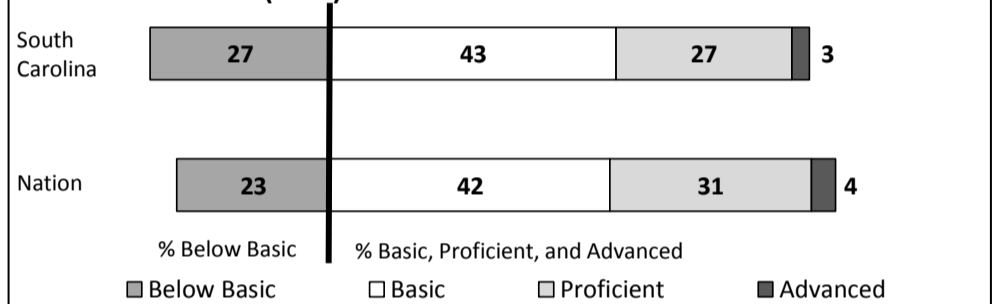 South
Carolina
27 43 27 3
Nation
23 42 31 4
% Below Basic % Basic, Proficient, and Advanced
Below Basic Basic Proficient Advanced